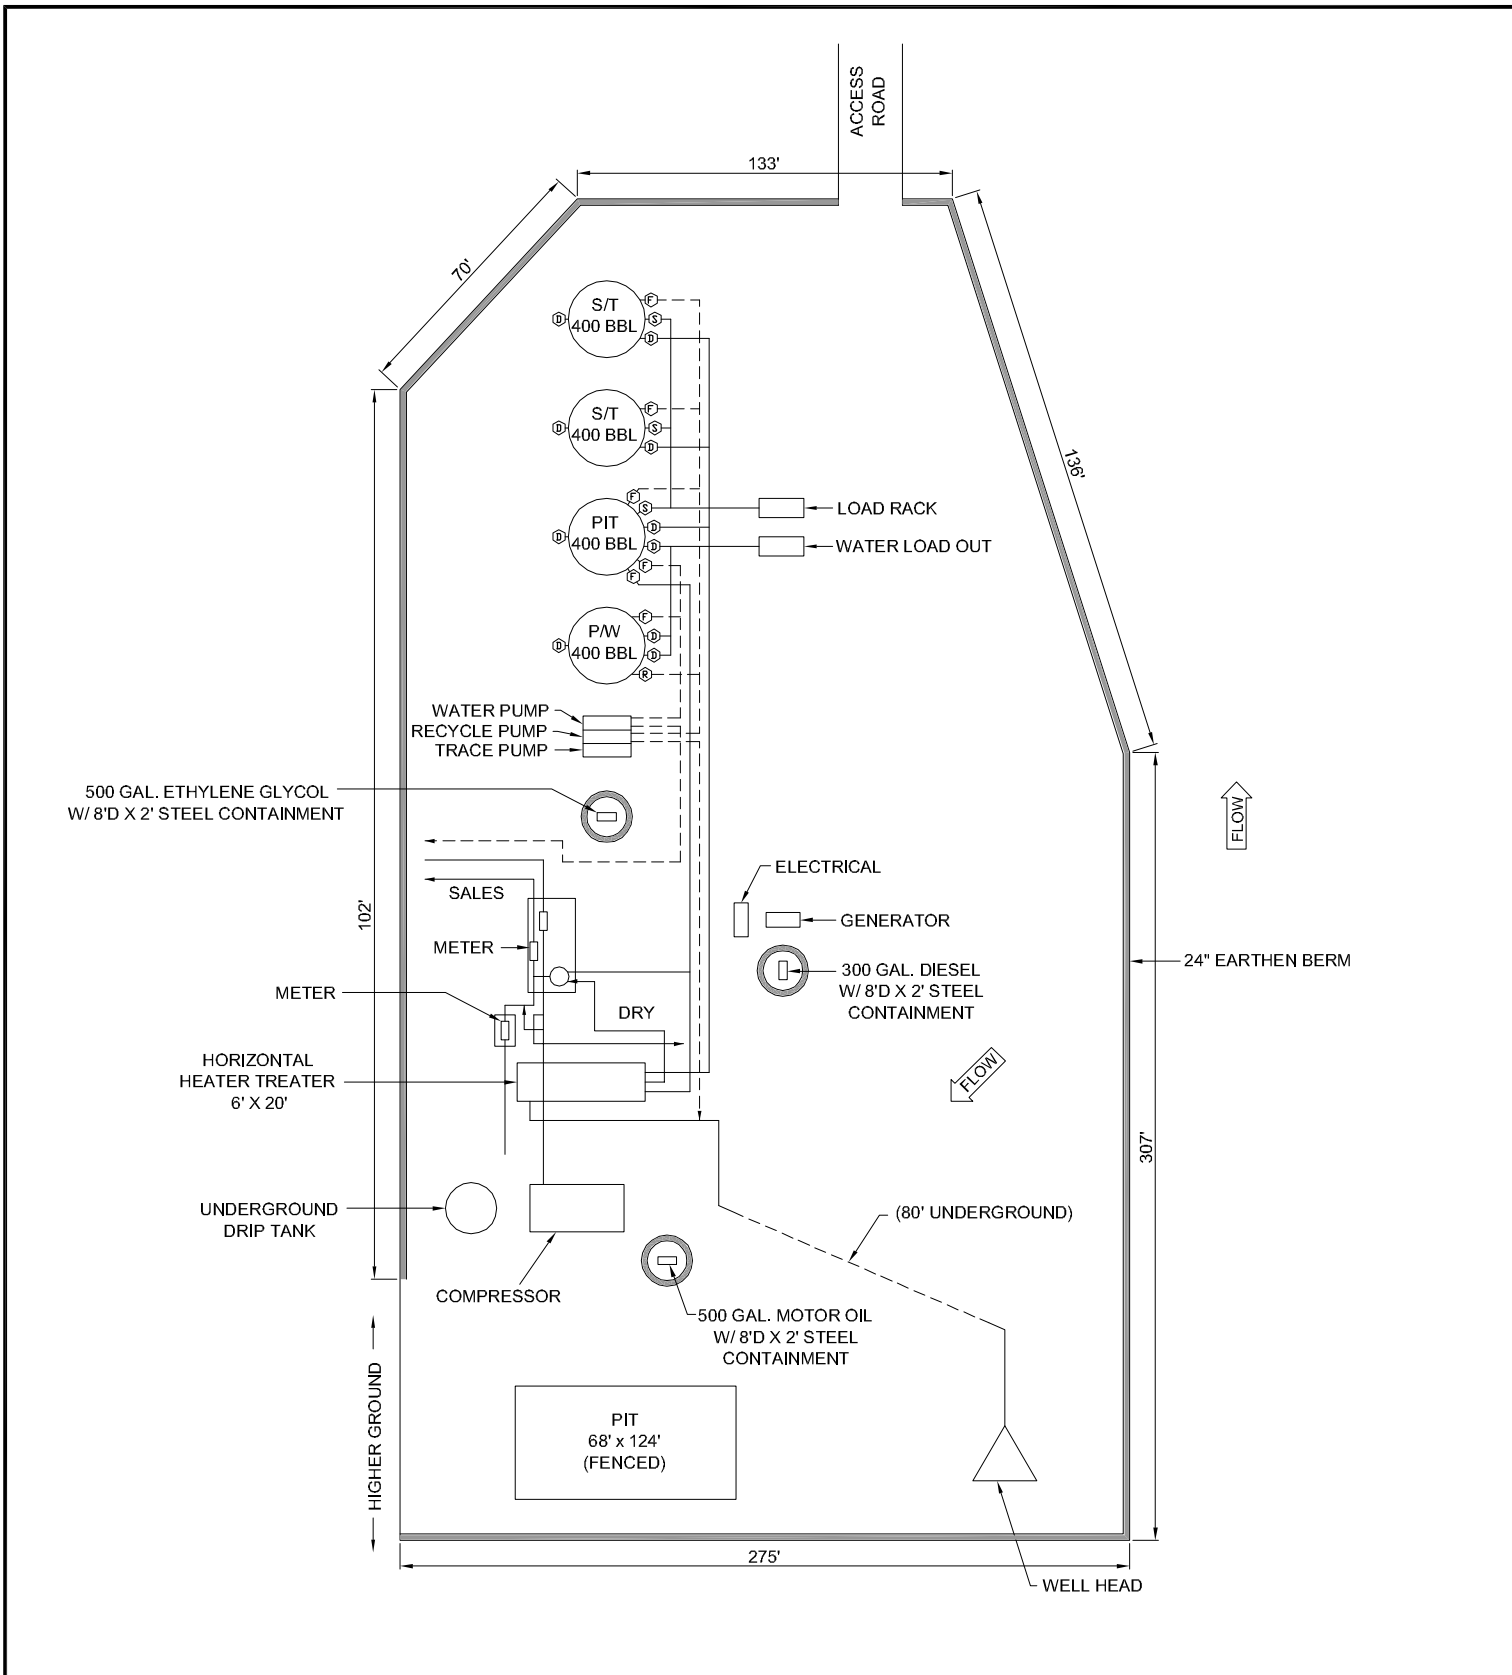 ACCESS
ROAD
133'
70'
136'
F
S/T
400 BBL
D
S
D
F
S/T
400 BBL
D
S
D
F
S
PIT
400 BBL
D
D
D
F
F
LOAD RACK
WATER LOAD OUT
F
P/W
400 BBL
D
D
D
R
WATER PUMP
RECYCLE PUMP
TRACE PUMP
500 GAL. ETHYLENE GLYCOL
W/ 8'D X 2' STEEL CONTAINMENT
FLOW
ELECTRICAL
SALES
102'
GENERATOR
METER
24" EARTHEN BERM
300 GAL. DIESEL
W/ 8'D X 2' STEEL
CONTAINMENT
METER
DRY
HORIZONTAL
HEATER TREATER
6' X 20'
FLOW
307'
UNDERGROUND
DRIP TANK
(80' UNDERGROUND)
COMPRESSOR
500 GAL. MOTOR OIL
W/ 8'D X 2' STEEL
CONTAINMENT
HIGHER GROUND
PIT
68' x 124'
(FENCED)
275'
WELL HEAD